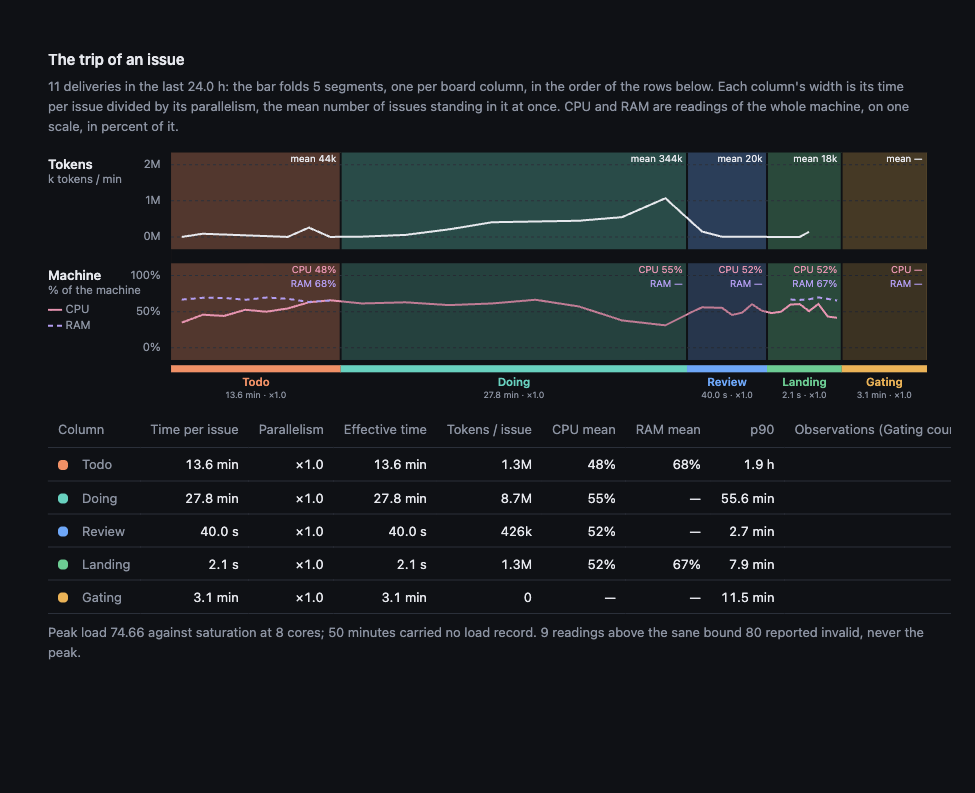 The trip of an issue
11 deliveries in the last 24.0 h: the bar folds 5 segments, one per board column, in the order of the rows below. Each column's width is its time
per issue divided by its parallelism, the mean number of issues standing in it at once. CPU and RAM are readings of the whole machine, on one
scale, in percent of it.
Tokens
k tokens / min
2M
1M
0M
mean 44k
mean 344k
mean 20k
mean 18k
mean —
Machine
% of the machine
CPU
RAM
100%
50%
0%
CPU 48%
RAM 68%
CPU 55%
RAM —
CPU 52%
RAM —
CPU 52%
RAM 67%
CPU —
RAM —
Todo
13.6 min · ×1.0
Doing
27.8 min · ×1.0
Review
40.0 s · ×1.0
Landing
2.1 s · ×1.0
Gating
3.1 min · ×1.0
Column Time per issue Parallelism Effective time Tokens / issue CPU mean RAM mean p90 Observations (Gating cour
Todo 13.6 min ×1.0 13.6 min 1.3M 48% 68% 1.9 h
Doing 27.8 min ×1.0 27.8 min 8.7M 55% — 55.6 min
Review 40.0 s ×1.0 40.0 s 426k 52% — 2.7 min
Landing 2.1 s ×1.0 2.1 s 1.3M 52% 67% 7.9 min
Gating 3.1 min ×1.0 3.1 min 0 — — 11.5 min
Peak load 74.66 against saturation at 8 cores; 50 minutes carried no load record. 9 readings above the sane bound 80 reported invalid, never the
peak.